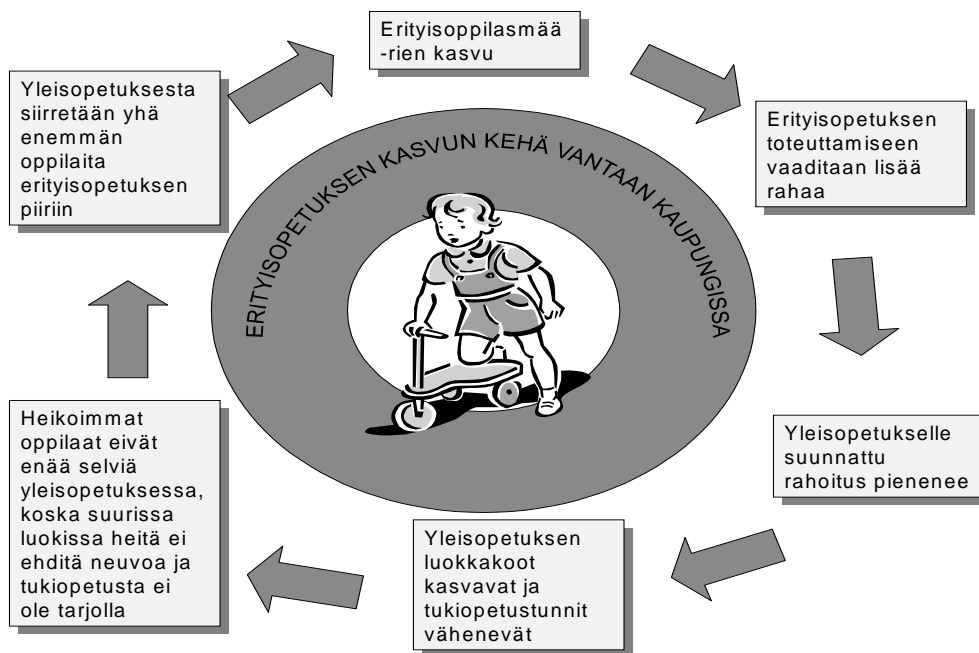 Erityisoppilasmää
-rien kasvu
Erityisopetuksen
toteuttamiseen
vaaditaan lisää
rahaa
Yleisopetukselle
suunnattu
rahoitus pienenee
Yleisopetuksen
luokkakoot
kasvavat ja
tukiopetustunnit
vähenevät
Heikoimmat
oppilaat eivät
enää selviä
yleisopetuksessa,
koska suurissa
luokissa heitä ei
ehditä neuvoa ja
tukiopetusta ei
ole tarjolla
Yleisopetuksesta
siirretään yhä
enemmän
oppilaita
erityisopetuksen
piiriin
ERITYISOPETUKSEN KASVUN KEHÄ VANTAAN KAUPUNGISSA